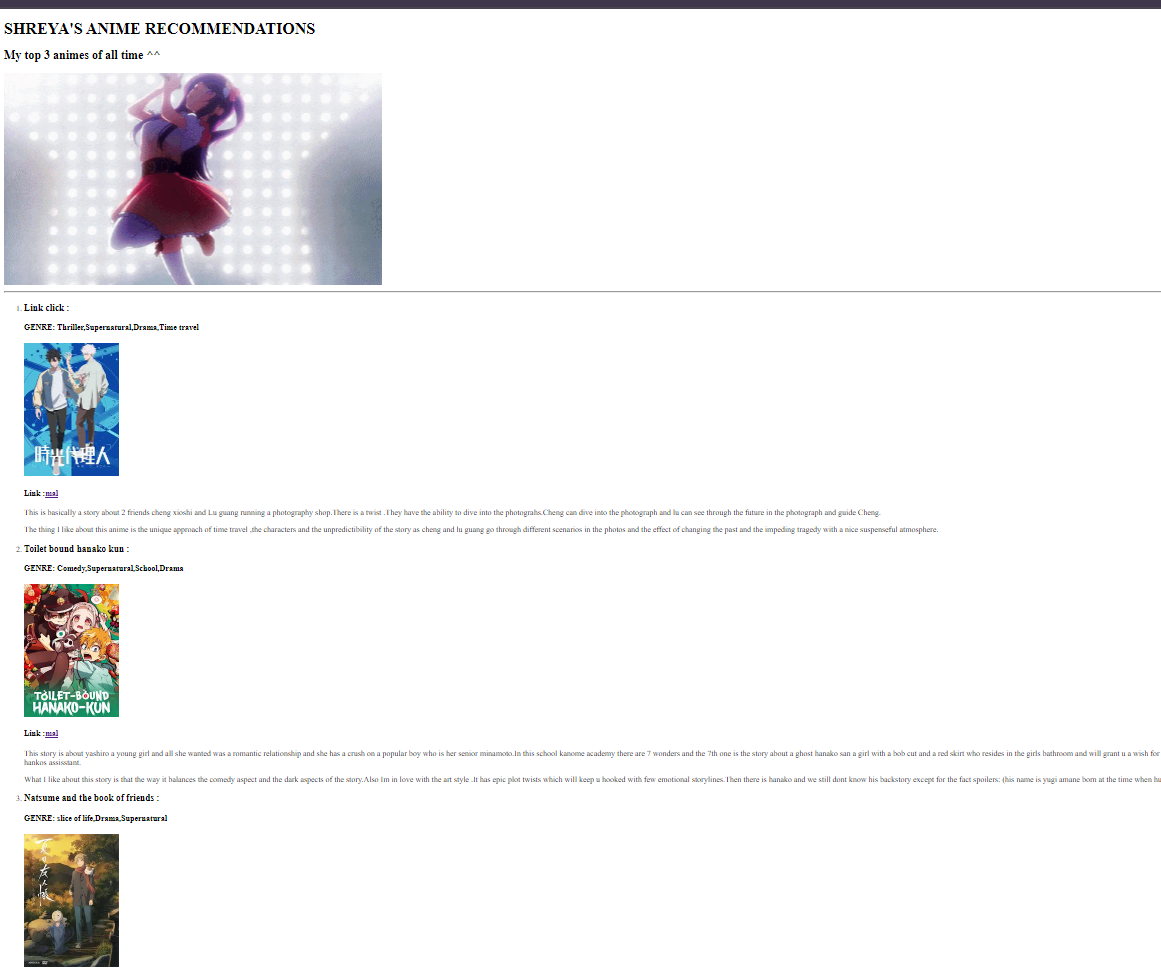 SHREYA'S ANIME RECOMMENDATIONS
My top 3 animes of all time ^^
1. Link click :
GENRE: Thriller,Supernatural,Drama,Time travel
時光代理人
Link :mal
This is basically a story about 2 friends cheng xioshi and Lu guang running a photography shop.There is a twist .They have the ability to dive into the photograhs.Cheng can dive into the photograph and lu can see through the future in the photograph and guide Cheng.
The thing I like about this anime is the unique approach of time travel ,the characters and the unpredictibility of the story as cheng and lu guang go through different scenarios in the photos and the effect of changing the past and the impeding tragedy with a nice suspenseful atmosphere.
2. Toilet bound hanako kun :
GENRE: Comedy,Supernatural,School,Drama
TOILET-BOUND
HANAKO-KUN
Link :mal
This story is about yashiro a young girl and all she wanted was a romantic relationship and she has a crush on a popular boy who is her senior minamoto.In this school kanome academy there are 7 wonders and the 7th one is the story about a ghost hanako san a girl with a bob cut and a red skirt who resides in the girls bathroom and will grant u a wish for
hankos assisstant.
What I like about this story is that the way it balances the comedy aspect and the dark aspects of the story.Also Im in love with the art style .It has epic plot twists which will keep u hooked with few emotional storylines.Then there is hanako and we still dont know his backstory except for the fact spoilers: (his name is yugi amane born at the time when hu
3. Natsume and the book of friends :
GENRE: slice of life,Drama,Supernatural
夏目友人帳